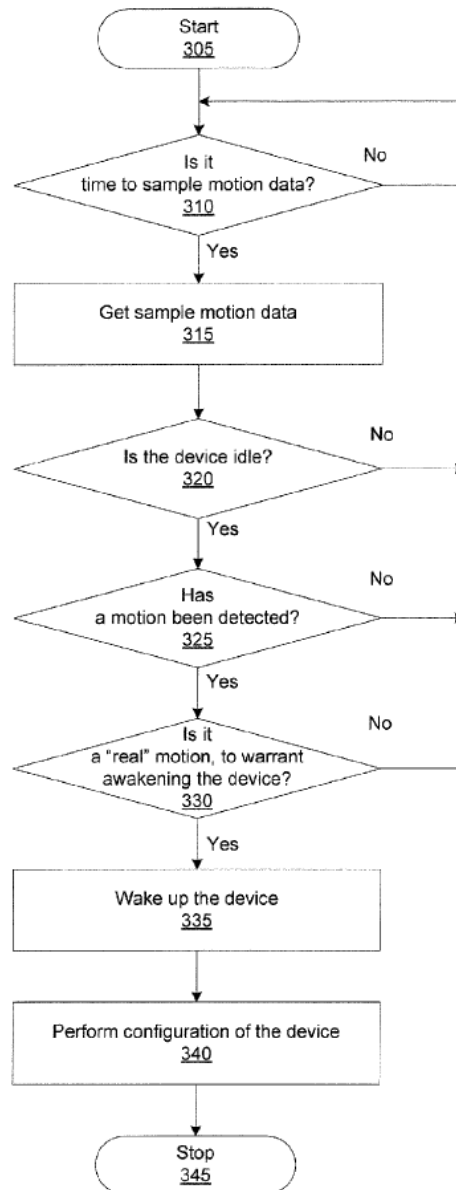 Start
305
Is it
time to sample motion data?
310
No
Yes
Get sample motion data
315
Is the device idle?
320
No
Yes
Has
a motion been detected?
325
No
Yes
Is it
a "real" motion, to warrant
awakening the device?
330
No
Yes
Wake up the device
335
Perform configuration of the device
340
Stop
345